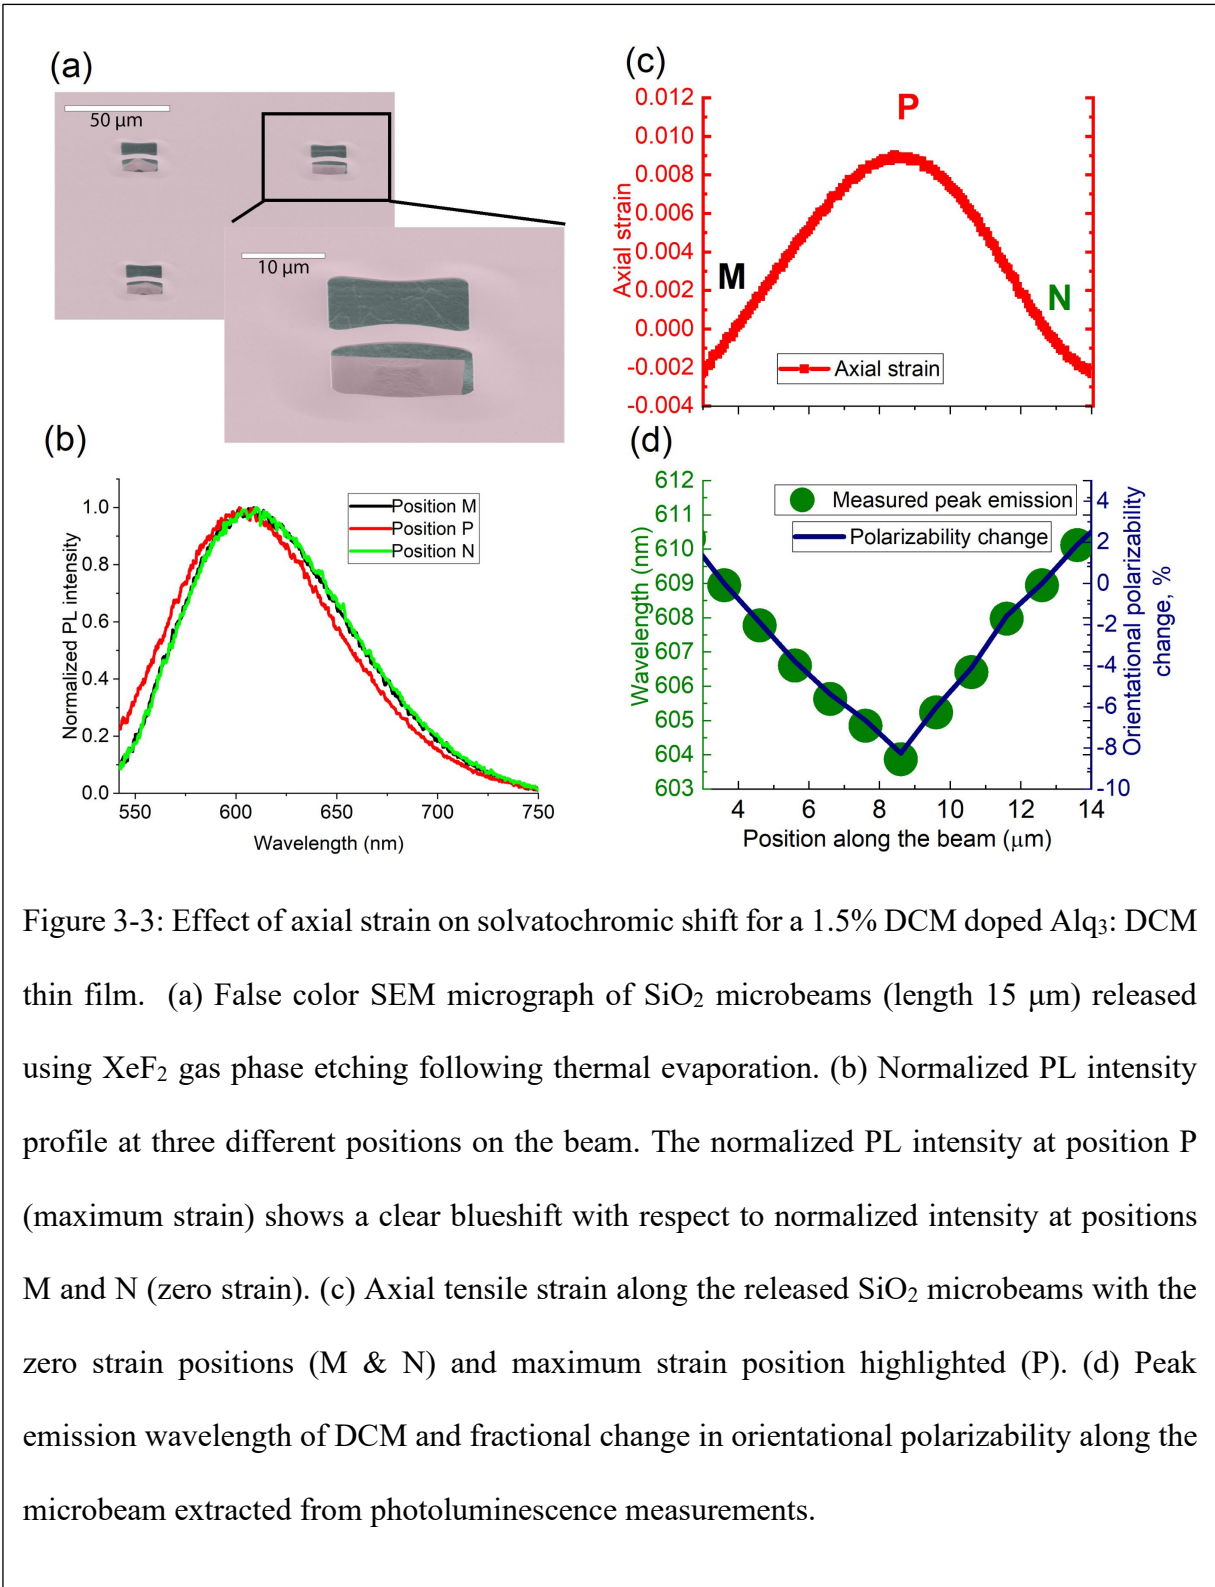 (a)
50 μm
10 μm
(c)
0.012
0.010
0.008
0.006
0.004
0.002
0.000
-0.002
-0.004
Axial strain
M
P
N
Axial strain
(b)
1.0
0.8
0.6
0.4
0.2
0.0
Normalized PL intensity
Position M
Position P
Position N
550
600
650
700
750
Wavelength (nm)
(d)
612
611
610
609
608
607
606
605
604
603
Wavelength (nm)
Measured peak emission
Polarizability change
4
2
0
-2
-4
-6
-8
-10
Orientational polarizability
change, %
4
6
8
10
12
14
Position along the beam (μm)
Figure 3-3: Effect of axial strain on solvatochromic shift for a 1.5% DCM doped Alq₃: DCM
thin film. (a) False color SEM micrograph of SiO₂ microbeams (length 15 μm) released
using XeF₂ gas phase etching following thermal evaporation. (b) Normalized PL intensity
profile at three different positions on the beam. The normalized PL intensity at position P
(maximum strain) shows a clear blueshift with respect to normalized intensity at positions
M and N (zero strain). (c) Axial tensile strain along the released SiO₂ microbeams with the
zero strain positions (M & N) and maximum strain position highlighted (P). (d) Peak
emission wavelength of DCM and fractional change in orientational polarizability along the
microbeam extracted from photoluminescence measurements.